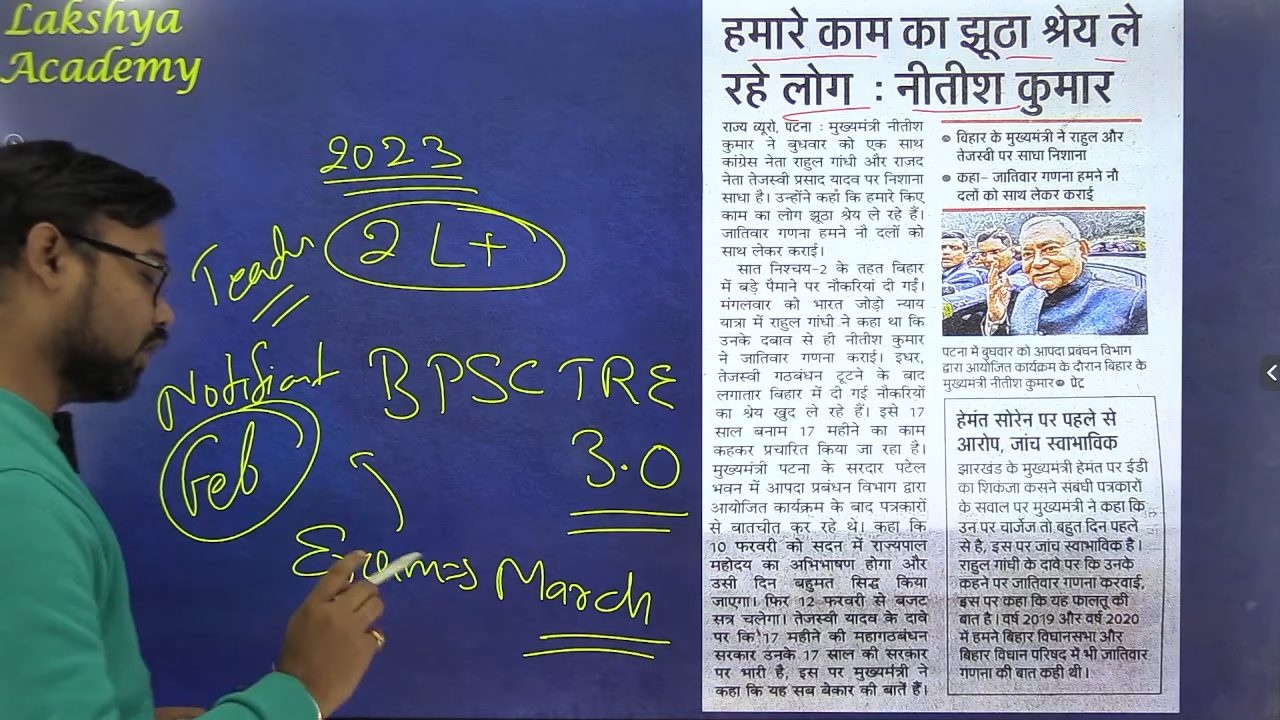 Lakshya
Academy
2023
Teach
2 L+
Notificant
BPSC TRE
Feb
3.0
Exam
March
हमारे काम का झूठा श्रेय ले
रहे लोग : नीतीश कुमार
राज्य ब्यूरो, पटना : मुख्यमंत्री नीतीश
कुमार ने बुधवार को एक साथ
कांग्रेस नेता राहुल गांधी और राजद
नेता तेजस्वी प्रसाद यादव पर निशाना
साधा है। उन्होंने कहा कि हमारे किए
काम का लोग झूठा श्रेय ले रहे हैं।
जातिवार गणना हमने नौ दलों को
साथ लेकर कराई।
सात निश्चय-2 के तहत बिहार
में बड़े पैमाने पर नौकरियां दी गईं।
मंगलवार को भारत जोड़ो न्याय
यात्रा में राहुल गांधी ने कहा था कि
उनके दबाव से ही नीतीश कुमार
ने जातिवार गणना कराई। इधर,
तेजस्वी गठबंधन टूटने के बाद
लगातार बिहार में दी गई नौकरियों
का श्रेय खुद ले रहे हैं। इसे 17
साल बनाम 17 महीने का काम
कहकर प्रचारित किया जा रहा है।
मुख्यमंत्री पटना के सरदार पटेल
भवन में आपदा प्रबंधन विभाग द्वारा
आयोजित कार्यक्रम के बाद पत्रकारों
से बातचीत कर रहे थे। कहा कि
10 फरवरी को सदन में राज्यपाल
महोदय का अभिभाषण होगा और
उसी दिन बहुमत सिद्ध किया
जाएगा। फिर 12 फरवरी से बजट
सत्र चलेगा। तेजस्वी यादव के दावे
पर कि 17 महीने की महागठबंधन
सरकार उनके 17 साल की सरकार
पर भारी है, इस पर मुख्यमंत्री ने
कहा कि यह सब बेकार की बातें हैं।
बिहार के मुख्यमंत्री ने राहुल और
तेजस्वी पर साधा निशाना
कहा- जातिवार गणना हमने नौ
दलों को साथ लेकर कराई
पटना में बुधवार को आपदा प्रबंधन विभाग
द्वारा आयोजित कार्यक्रम के दौरान बिहार के
मुख्यमंत्री नीतीश कुमार ● प्रेट्र
हेमंत सोरेन पर पहले से
आरोप, जांच स्वाभाविक
झारखंड के मुख्यमंत्री हेमंत पर ईडी
का शिकंजा कसने संबंधी पत्रकारों
के सवाल पर मुख्यमंत्री ने कहा कि
उन पर चार्जेज तो बहुत दिन पहले
से है, इस पर जांच स्वाभाविक है।
राहुल गांधी के दावे पर कि उनके
कहने पर जातिवार गणना करवाई,
इस पर कहा कि यह फालतू की
बात है। वर्ष 2019 और वर्ष 2020
में हमने बिहार विधानसभा और
बिहार विधान परिषद में भी जातिवार
गणना की बात कही थी।